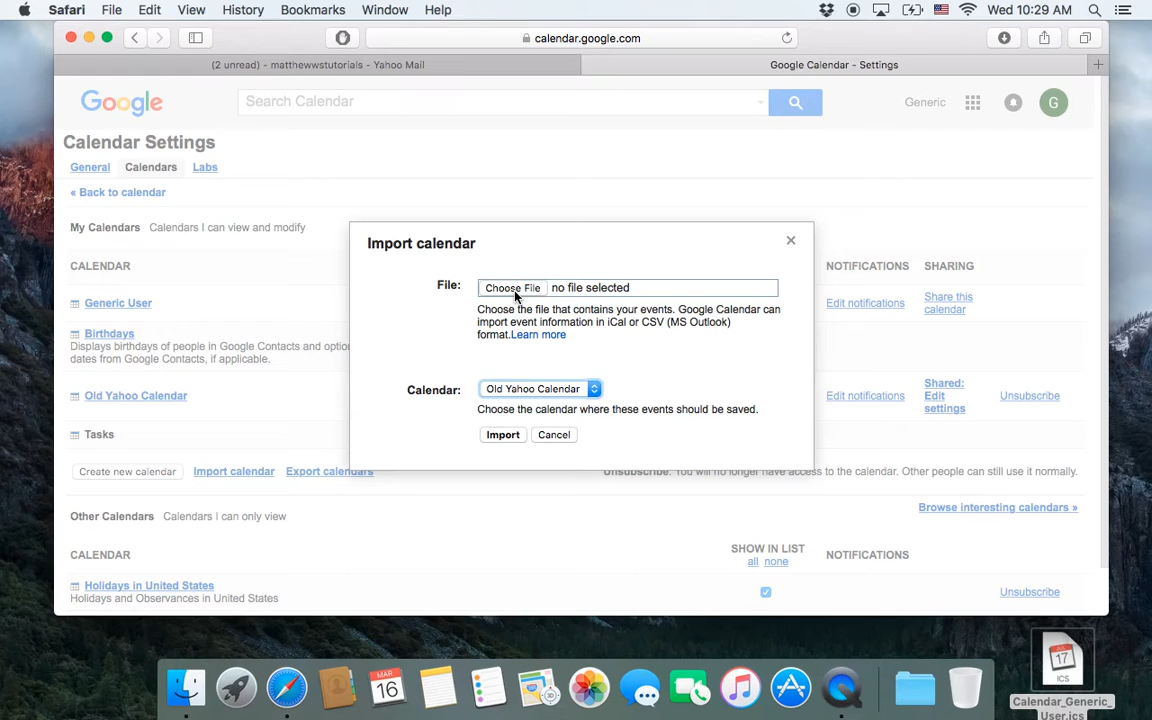 Safari File Edit View History Bookmarks Window Help Wed 10:29 AM
calendar.google.com
(2 unread) - matthewwstutorials - Yahoo Mail
Google Calendar - Settings
Google
Search Calendar
Generic
G
Calendar Settings
General Calendars Labs
« Back to calendar
My Calendars Calendars I can view and modify
CALENDAR NOTIFICATIONS SHARING
Generic User Edit notifications Share this
calendar
Birthdays
Displays birthdays of people in Google Contacts and optio
dates from Google Contacts, if applicable.
Old Yahoo Calendar Edit notifications Shared:
Edit
settings
Unsubscribe
Tasks
Create new calendar Import calendar Export calendars Unsubscribe: You will no longer have access to the calendar. Other people can still use it normally.
Browse interesting calendars »
Other Calendars Calendars I can only view
CALENDAR SHOW IN LIST NOTIFICATIONS
all none
Holidays in United States Unsubscribe
Holidays and Observances in United States
Import calendar
File: Choose File no file selected
Choose the file that contains your events. Google Calendar can
import event information in iCal or CSV (MS Outlook)
format.Learn more
Calendar: Old Yahoo Calendar
Choose the calendar where these events should be saved.
Import Cancel
MAR
16
3D
JUL
17
ICS
Calendar_Generic_
User.ics